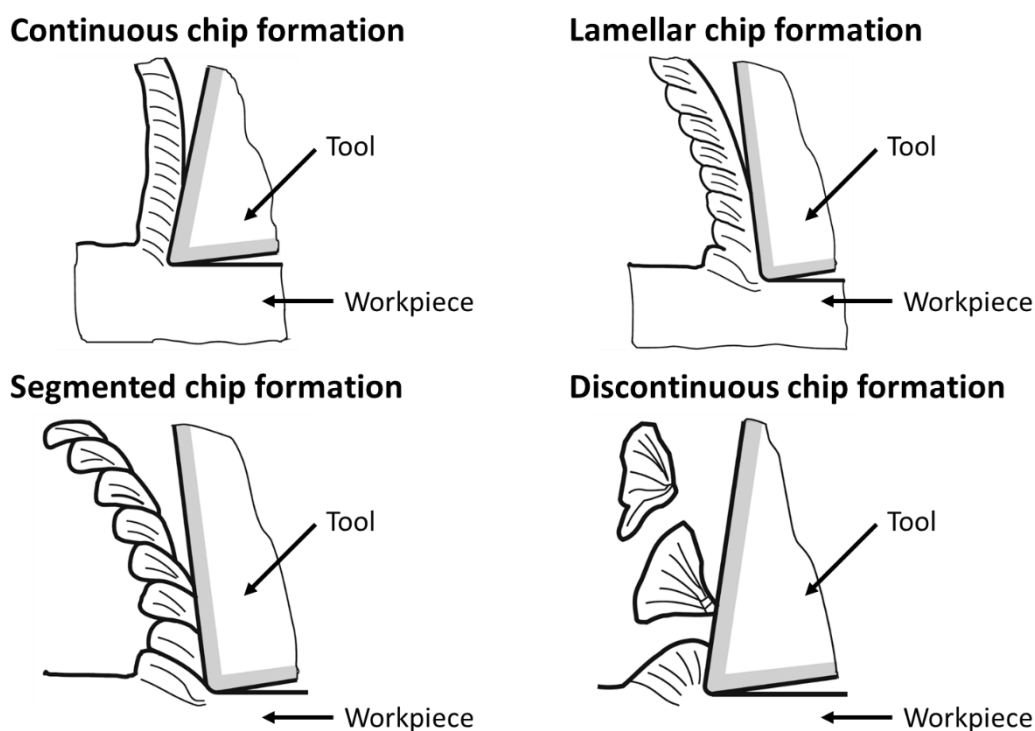 Continuous chip formation
Lamellar chip formation
Tool
Tool
Workpiece
Workpiece
Segmented chip formation
Discontinuous chip formation
Tool
Tool
Workpiece
Workpiece